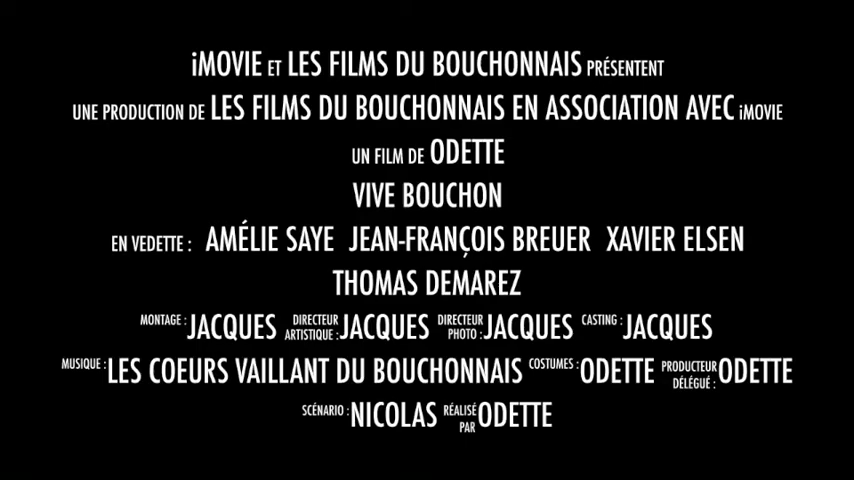 iMOVIE ET LES FILMS DU BOUCHONNAIS PRÉSENTENT
UNE PRODUCTION DE LES FILMS DU BOUCHONNAIS EN ASSOCIATION AVEC iMOVIE
UN FILM DE ODETTE
VIVE BOUCHON
EN VEDETTE : AMÉLIE SAYE JEAN-FRANÇOIS BREUER XAVIER ELSEN
THOMAS DEMAREZ
MONTAGE : JACQUES DIRECTEUR ARTISTIQUE : JACQUES DIRECTEUR PHOTO : JACQUES CASTING : JACQUES
MUSIQUE : LES COEURS VAILLANT DU BOUCHONNAIS COSTUMES : ODETTE PRODUCTEUR DÉLÉGUÉ : ODETTE
SCÉNARIO : NICOLAS RÉALISÉ PAR ODETTE